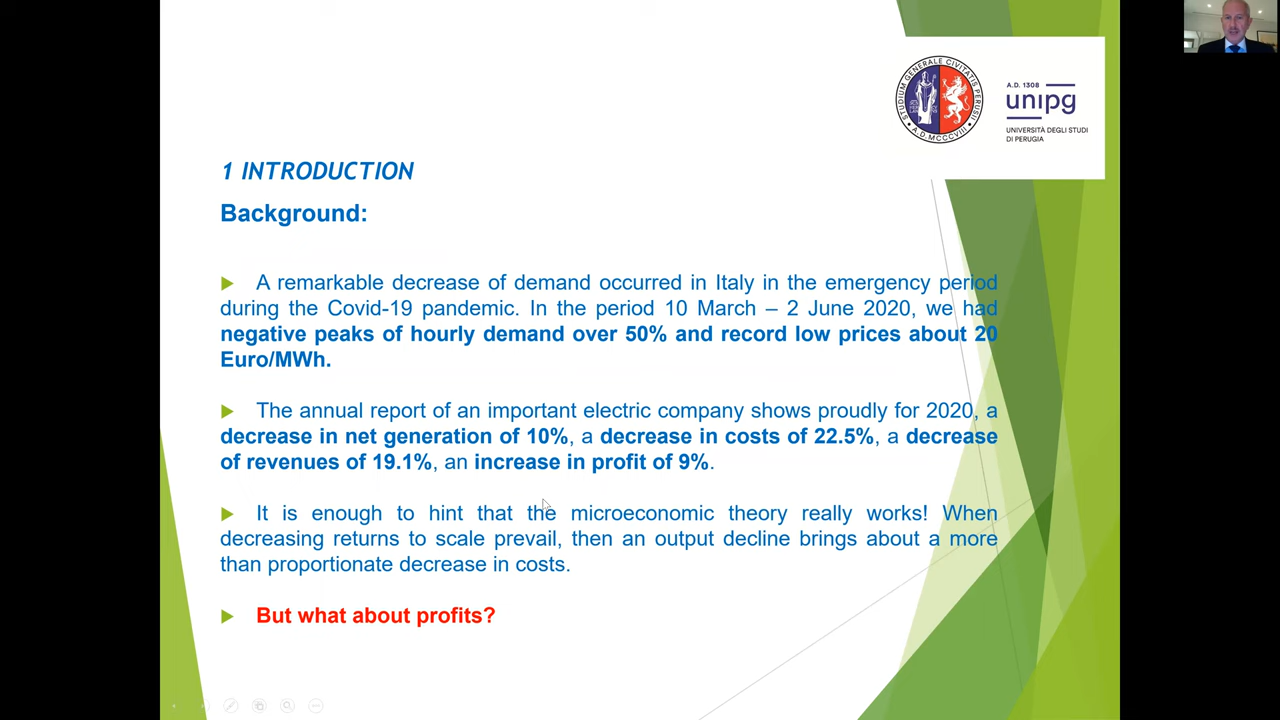 STUDIUM GENERALE CIVITATIS PERUSII
• A.D. MCCCVIII •
A.D. 1308
unipg
UNIVERSITÀ DEGLI STUDI
DI PERUGIA
1 INTRODUCTION
Background:
A remarkable decrease of demand occurred in Italy in the emergency period
during the Covid-19 pandemic. In the period 10 March – 2 June 2020, we had
negative peaks of hourly demand over 50% and record low prices about 20
Euro/MWh.
The annual report of an important electric company shows proudly for 2020, a
decrease in net generation of 10%, a decrease in costs of 22.5%, a decrease
of revenues of 19.1%, an increase in profit of 9%.
It is enough to hint that the microeconomic theory really works! When
decreasing returns to scale prevail, then an output decline brings about a more
than proportionate decrease in costs.
But what about profits?